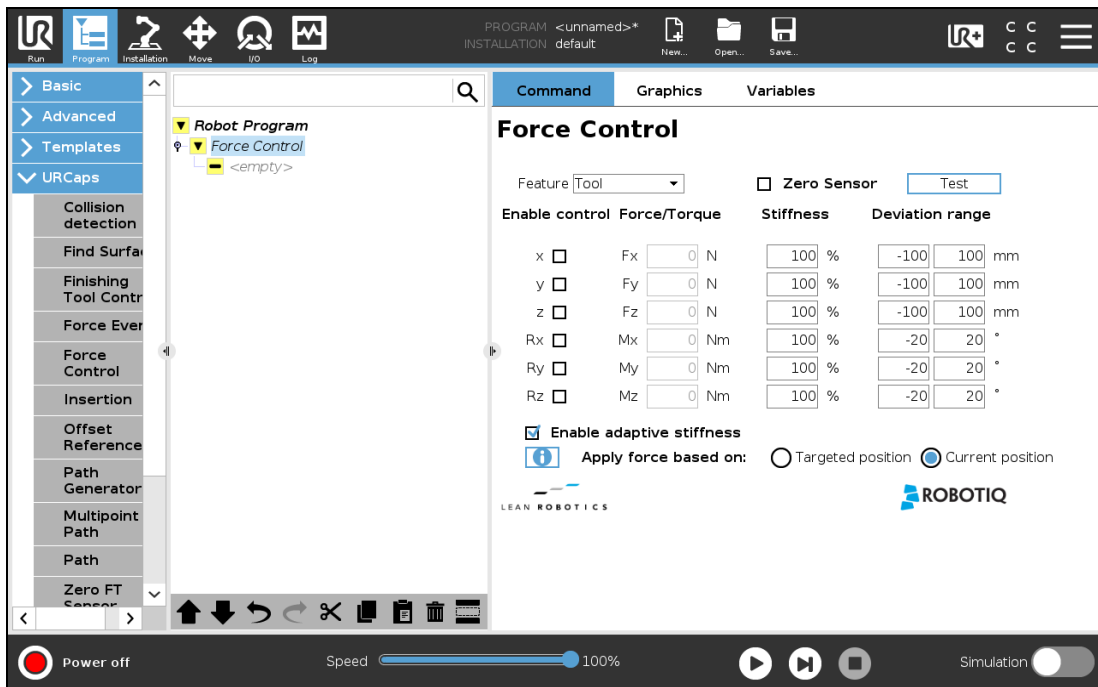 PROGRAM <unnamed>*
INSTALLATION default
Run Program Installation Move I/O Log New... Open... Save... UR+ C C
C C
Basic
Advanced
Templates
URCaps
Collision
detection
Find Surfa
Finishing
Tool Contr
Force Ever
Force
Control
Insertion
Offset
Reference
Path
Generator
Multipoint
Path
Path
Zero FT
Sensor
Robot Program
Force Control
<empty>
Command Graphics Variables
Force Control
Feature Tool Zero Sensor Test
Enable control Force/Torque Stiffness Deviation range
x Fx 0 N 100 % -100 100 mm
y Fy 0 N 100 % -100 100 mm
z Fz 0 N 100 % -100 100 mm
Rx Mx 0 Nm 100 % -20 20 °
Ry My 0 Nm 100 % -20 20 °
Rz Mz 0 Nm 100 % -20 20 °
Enable adaptive stiffness
i Apply force based on: Targeted position Current position
LEAN ROBOTICS ROBOTIQ
Power off Speed 100% Simulation